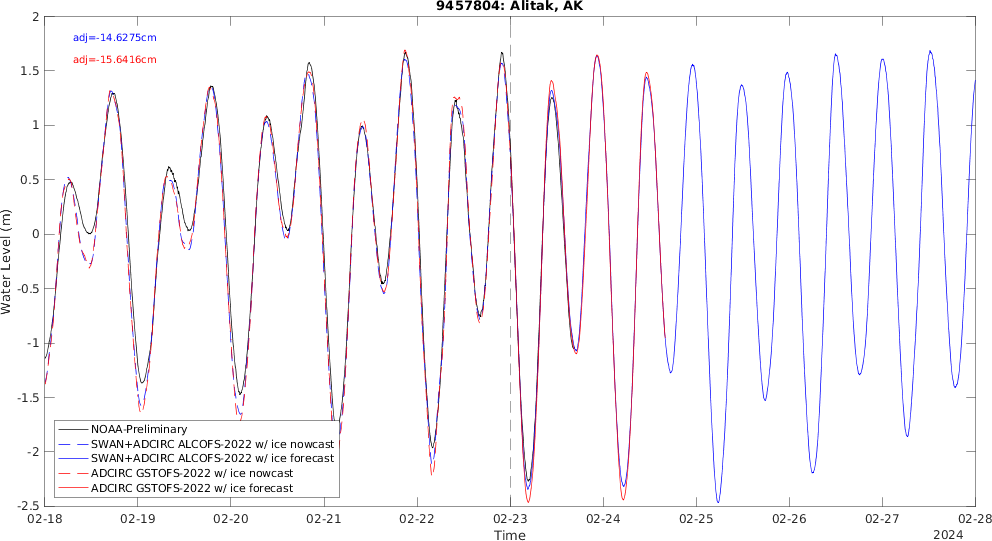 9457804: Alitak, AK
adj=-14.6275cm
adj=-15.6416cm
2
1.5
1
0.5
0
-0.5
-1
-1.5
-2
-2.5
Water Level (m)
NOAA-Preliminary
SWAN+ADCIRC ALCOFS-2022 w/ ice nowcast
SWAN+ADCIRC ALCOFS-2022 w/ ice forecast
ADCIRC GSTOFS-2022 w/ ice nowcast
ADCIRC GSTOFS-2022 w/ ice forecast
02-18 02-19 02-20 02-21 02-22 02-23 02-24 02-25 02-26 02-27 02-28
Time
2024